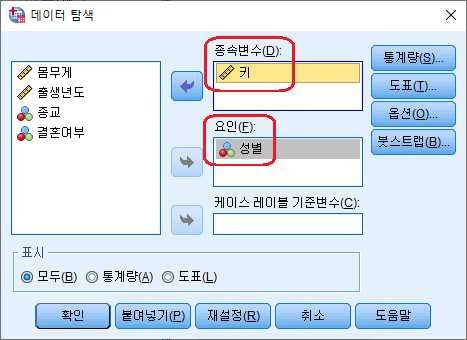 데이터 탐색
몸무게
출생년도
종교
결혼여부
종속변수(D):
키
요인(F):
성별
케이스 레이블 기준변수(C):
통계량(S)...
도표(T)...
옵션(O)...
붓스트랩(B)...
표시
모두(B) 통계량(A) 도표(L)
확인 붙여넣기(P) 재설정(R) 취소 도움말